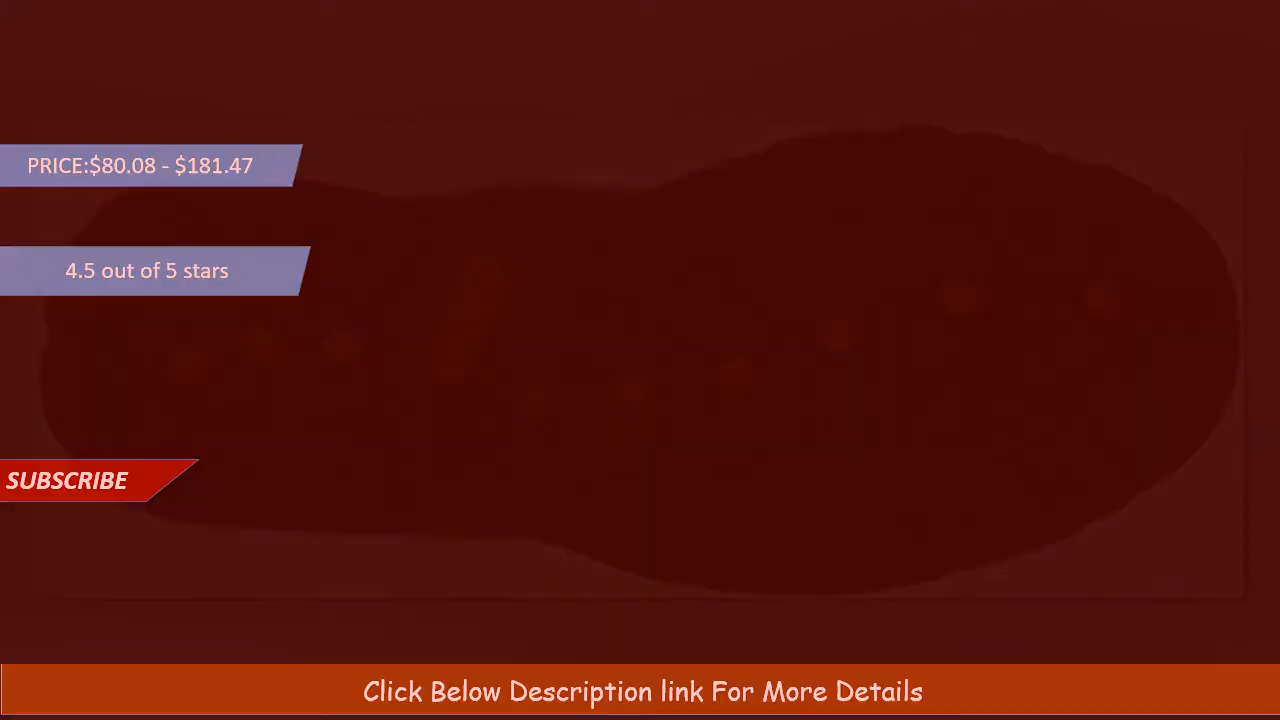 PRICE:$80.08 - $181.47
4.5 out of 5 stars
SUBSCRIBE
Click Below Description link For More Details